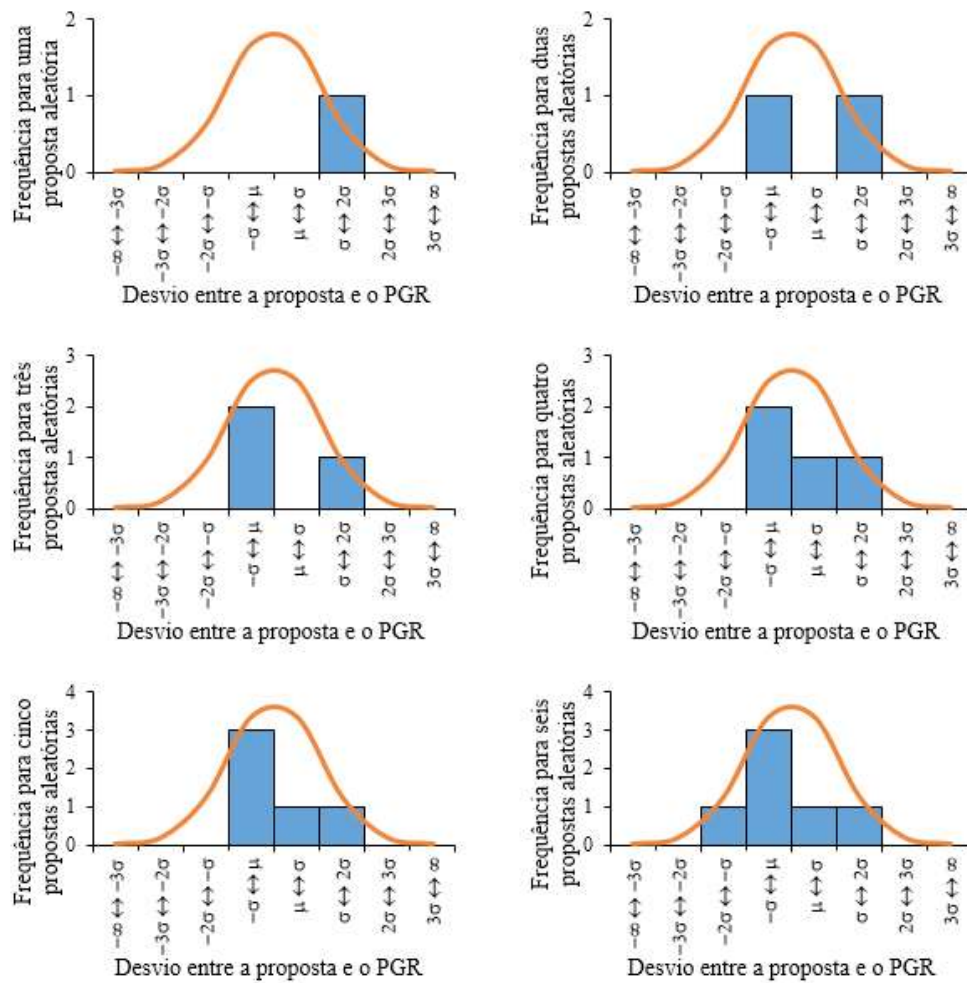 Frequência para uma
proposta aleatória
2
1
0
−∞ ↔ −3σ
−3σ ↔ −2σ
−2σ ↔ −σ
−σ ↔ μ
μ ↔ σ
σ ↔ 2σ
2σ ↔ 3σ
3σ ↔ ∞
Desvio entre a proposta e o PGR
Frequência para duas
propostas aleatórias
2
1
0
−∞ ↔ −3σ
−3σ ↔ −2σ
−2σ ↔ −σ
−σ ↔ μ
μ ↔ σ
σ ↔ 2σ
2σ ↔ 3σ
3σ ↔ ∞
Desvio entre a proposta e o PGR
Frequência para três
propostas aleatórias
3
2
1
0
−∞ ↔ −3σ
−3σ ↔ −2σ
−2σ ↔ −σ
−σ ↔ μ
μ ↔ σ
σ ↔ 2σ
2σ ↔ 3σ
3σ ↔ ∞
Desvio entre a proposta e o PGR
Frequência para quatro
propostas aleatórias
3
2
1
0
−∞ ↔ −3σ
−3σ ↔ −2σ
−2σ ↔ −σ
−σ ↔ μ
μ ↔ σ
σ ↔ 2σ
2σ ↔ 3σ
3σ ↔ ∞
Desvio entre a proposta e o PGR
Frequência para cinco
propostas aleatórias
4
3
2
1
0
−∞ ↔ −3σ
−3σ ↔ −2σ
−2σ ↔ −σ
−σ ↔ μ
μ ↔ σ
σ ↔ 2σ
2σ ↔ 3σ
3σ ↔ ∞
Desvio entre a proposta e o PGR
Frequência para seis
propostas aleatórias
4
3
2
1
0
−∞ ↔ −3σ
−3σ ↔ −2σ
−2σ ↔ −σ
−σ ↔ μ
μ ↔ σ
σ ↔ 2σ
2σ ↔ 3σ
3σ ↔ ∞
Desvio entre a proposta e o PGR